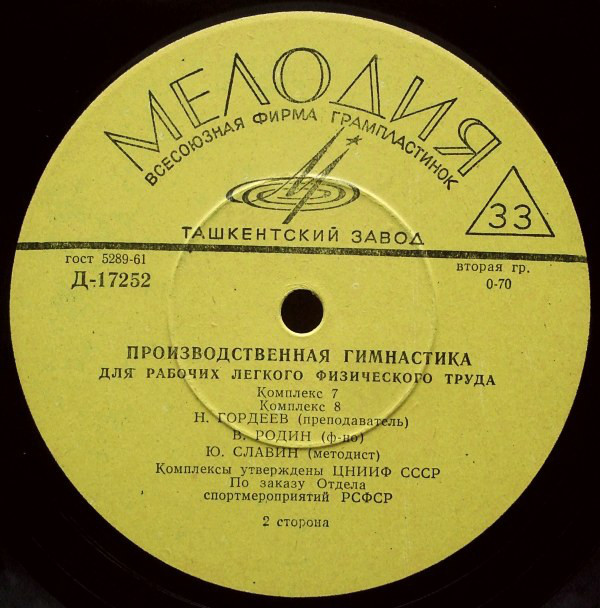 МЕЛОДИЯ
ВСЕСОЮЗНАЯ ФИРМА ГРАМПЛАСТИНОК
33
ТАШКЕНТСКИЙ ЗАВОД
гост 5289-61
Д-17252
вторая гр.
0-70
ПРОИЗВОДСТВЕННАЯ ГИМНАСТИКА
ДЛЯ РАБОЧИХ ЛЕГКОГО ФИЗИЧЕСКОГО ТРУДА
Комплекс 7
Комплекс 8
Н. ГОРДЕЕВ (преподаватель)
В. РОДИН (ф-но)
Ю. СЛАВИН (методист)
Комплексы утверждены ЦНИИФ СССР
По заказу Отдела
спортмероприятий РСФСР
2 сторона